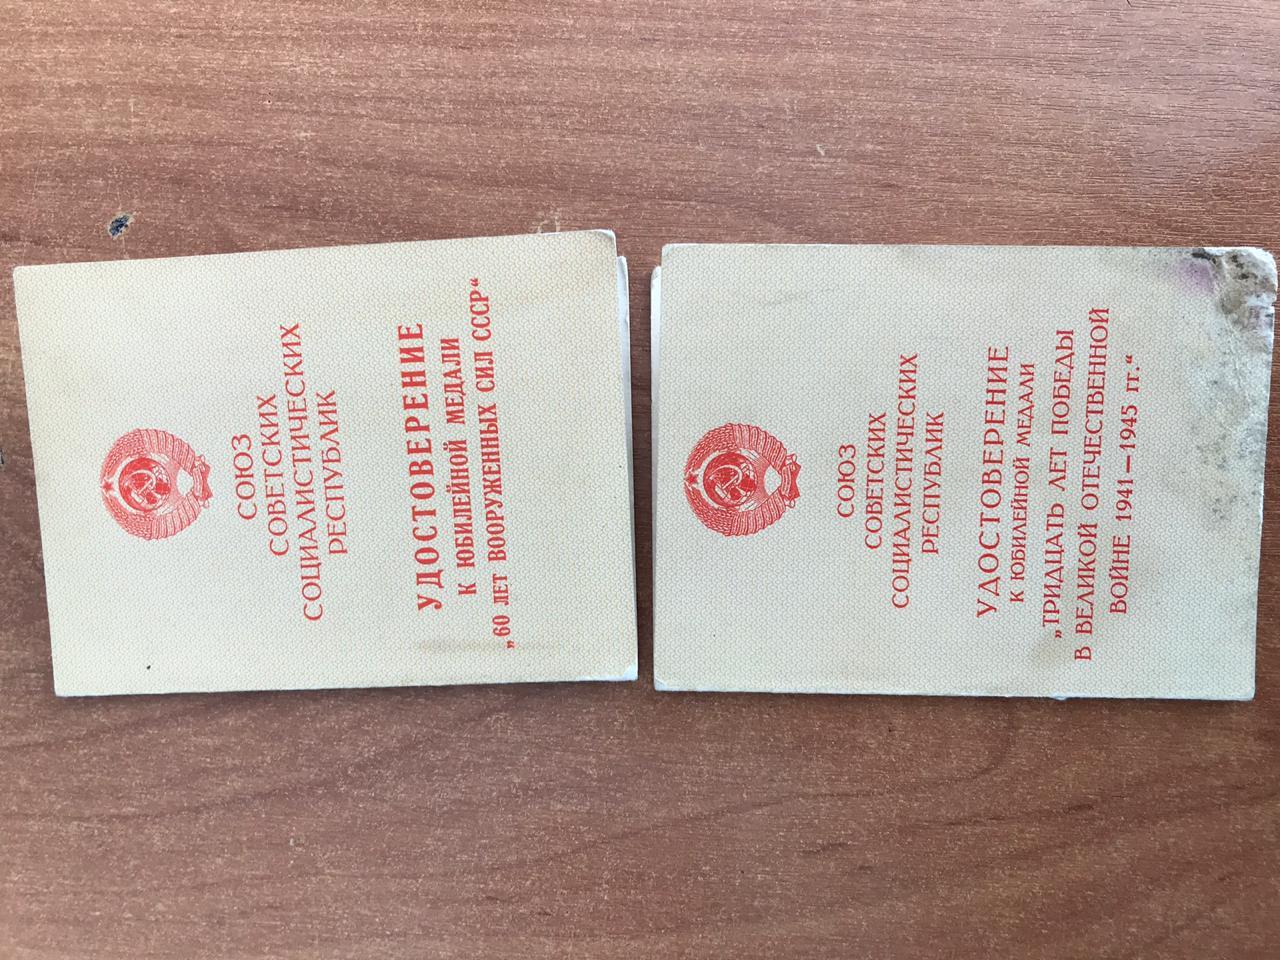 СОЮЗ
СОВЕТСКИХ
СОЦИАЛИСТИЧЕСКИХ
РЕСПУБЛИК
УДОСТОВЕРЕНИЕ
К ЮБИЛЕЙНОЙ МЕДАЛИ
„60 ЛЕТ ВООРУЖЕННЫХ СИЛ СССР“
СОЮЗ
СОВЕТСКИХ
СОЦИАЛИСТИЧЕСКИХ
РЕСПУБЛИК
УДОСТОВЕРЕНИЕ
К ЮБИЛЕЙНОЙ МЕДАЛИ
„ТРИДЦАТЬ ЛЕТ ПОБЕДЫ
В ВЕЛИКОЙ ОТЕЧЕСТВЕННОЙ
ВОЙНЕ 1941—1945 гг.“